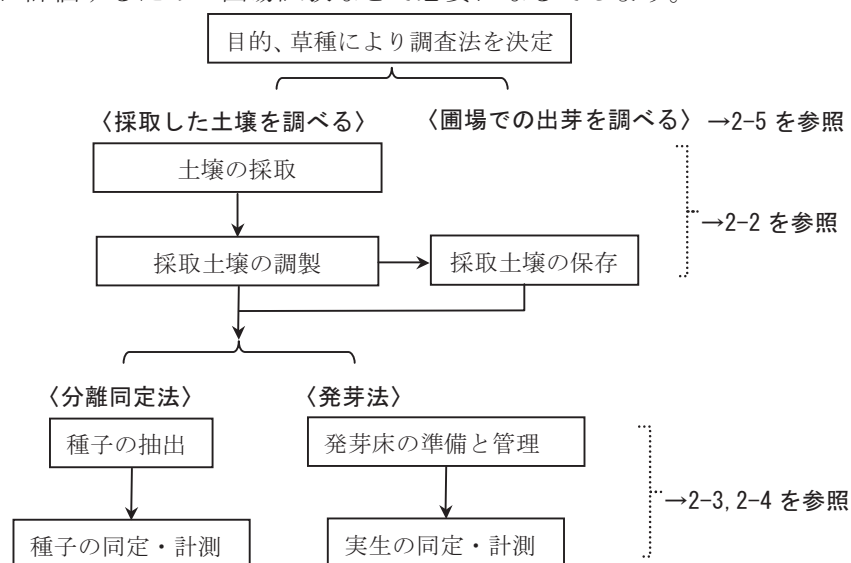 目的、草種により調査法を決定
〈採取した土壌を調べる〉
〈圃場での出芽を調べる〉
→2−5 を参照
土壌の採取
→2−2 を参照
採取土壌の調製
採取土壌の保存
〈分離同定法〉
〈発芽法〉
種子の抽出
発芽床の準備と管理
→2−3, 2−4 を参照
種子の同定・計測
実生の同定・計測